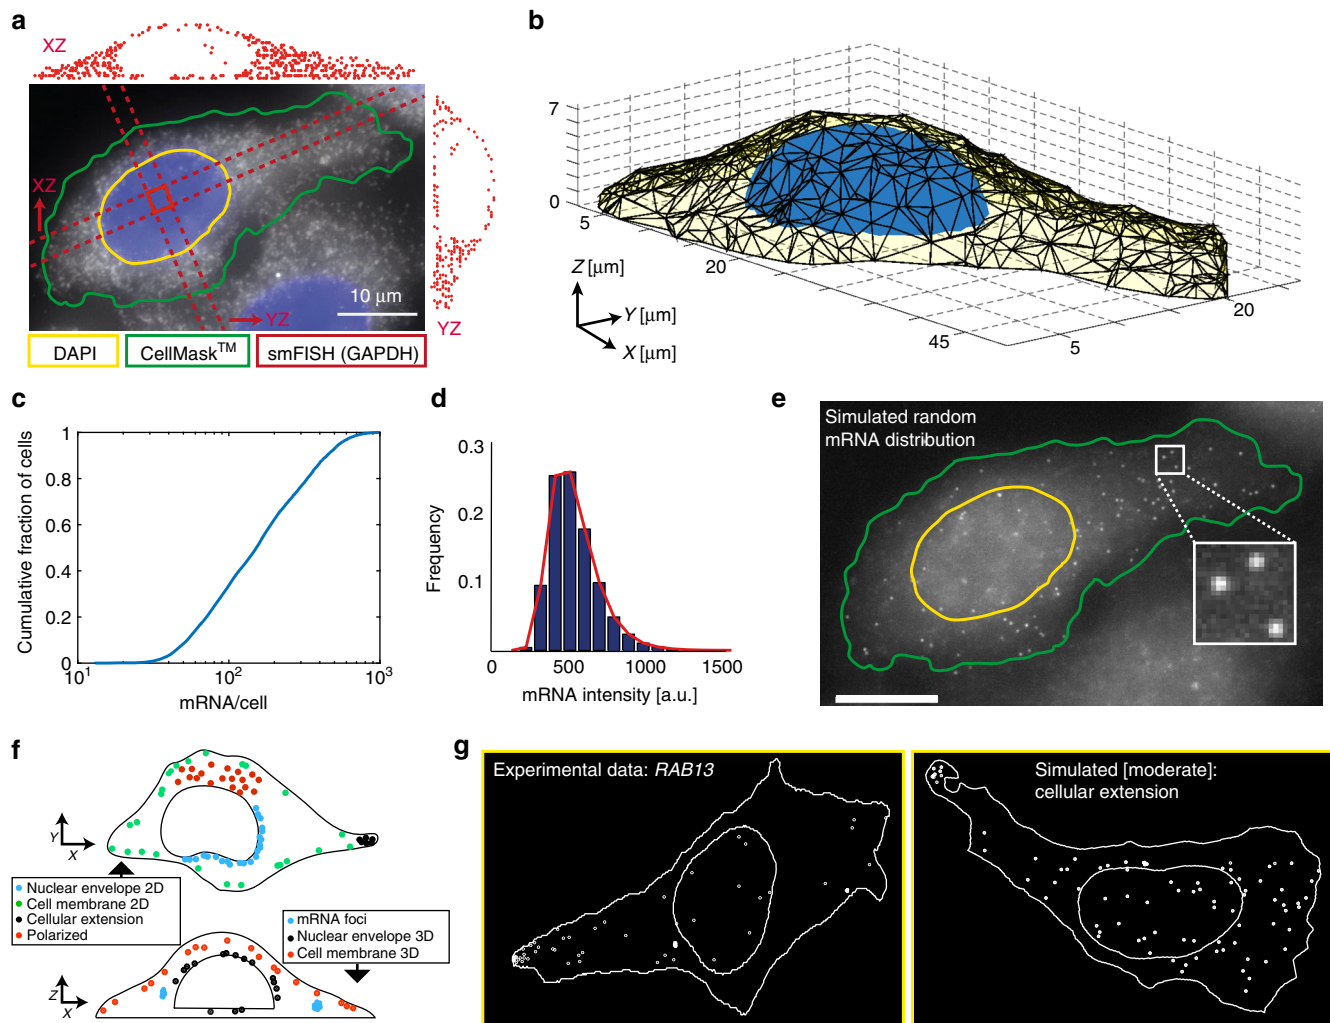 a
XZ
XZ
YZ
10 µm
YZ
DAPI
CellMask™
smFISH (GAPDH)
b
7
0
5
20
45
5
20
Z [µm]
Y [µm]
X [µm]
c
Cumulative fraction of cells
1
0.8
0.6
0.4
0.2
0
10¹
10²
10³
mRNA/cell
d
Frequency
0.3
0.2
0.1
0
500
1000
1500
mRNA intensity [a.u.]
e
Simulated random
mRNA distribution
f
Y
X
Nuclear envelope 2D
Cell membrane 2D
Cellular extension
Polarized
mRNA foci
Nuclear envelope 3D
Cell membrane 3D
Z
X
g
Experimental data: RAB13
Simulated [moderate]:
cellular extension